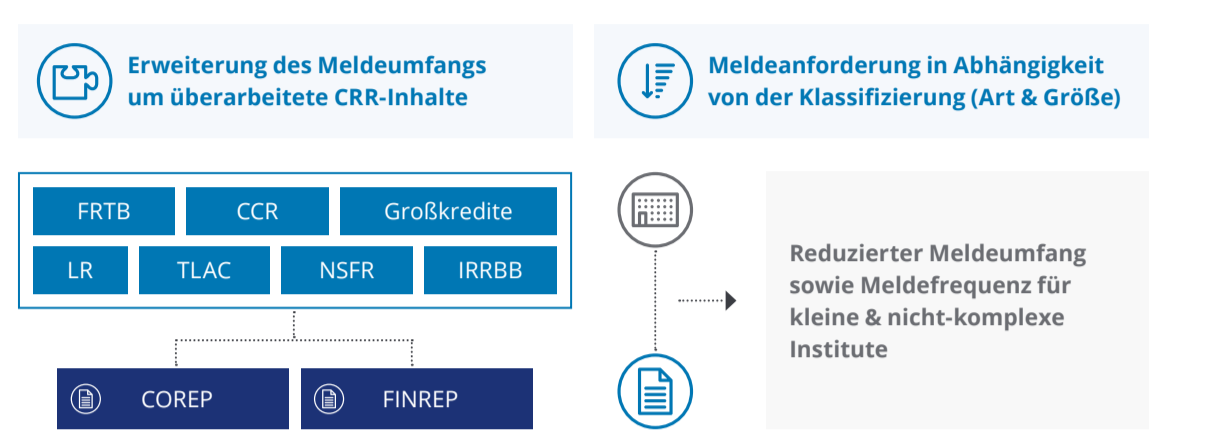 Erweiterung des Meldeumfangs
um überarbeitete CRR-Inhalte
FRTB
CCR
Großkredite
LR
TLAC
NSFR
IRRBB
COREP
FINREP
Meldeanforderung in Abhängigkeit
von der Klassifizierung (Art & Größe)
Reduzierter Meldeumfang
sowie Meldefrequenz für
kleine & nicht-komplexe
Institute